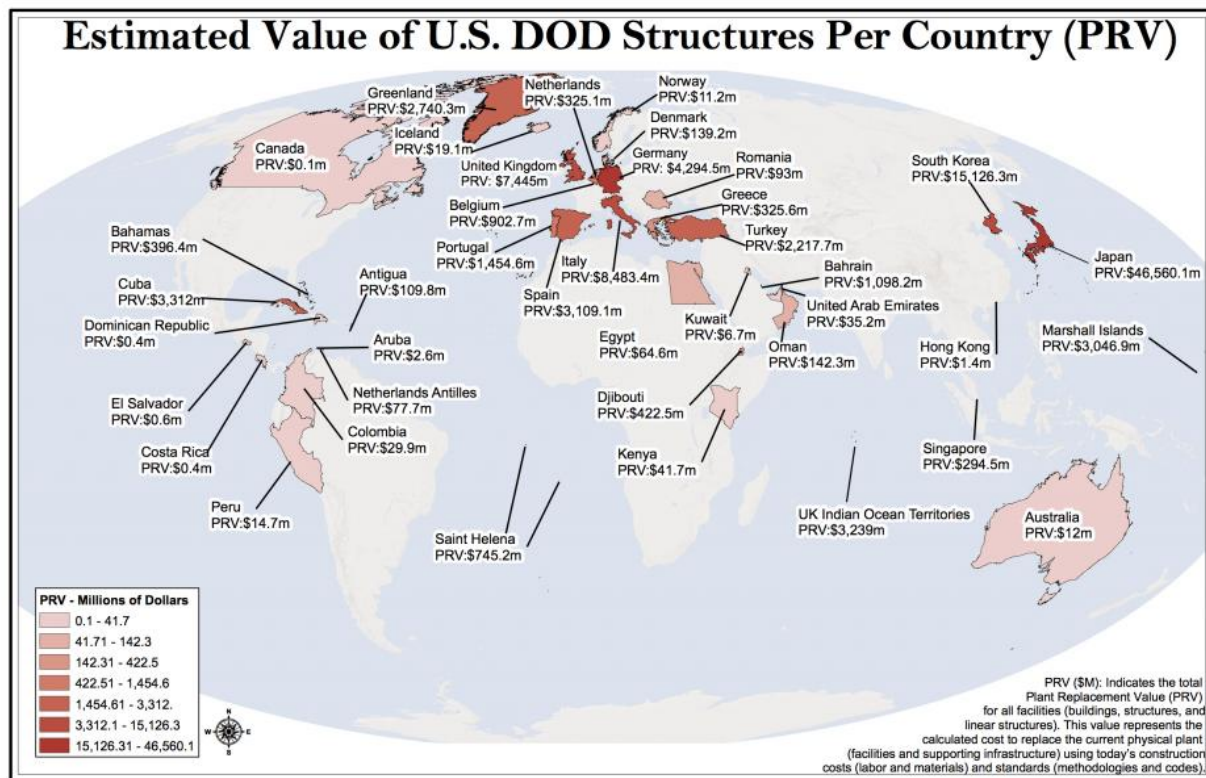 Estimated Value of U.S. DOD Structures Per Country (PRV)
Greenland
PRV:$2,740.3m
Netherlands
PRV:$325.1m
Norway
PRV:$11.2m
Iceland
PRV:$19.1m
Denmark
PRV:$139.2m
Canada
PRV:$0.1m
United Kingdom
PRV: $7,445m
Germany
PRV: $4,294.5m
Romania
PRV:$93m
South Korea
PRV:$15,126.3m
Belgium
PRV:$902.7m
Greece
PRV:$325.6m
Bahamas
PRV:$396.4m
Portugal
PRV:$1,454.6m
Turkey
PRV:$2,217.7m
Italy
PRV:$8,483.4m
Japan
PRV:$46,560.1m
Cuba
PRV:$3,312m
Antigua
PRV:$109.8m
Spain
PRV:$3,109.1m
Bahrain
PRV:$1,098.2m
United Arab Emirates
PRV:$35.2m
Dominican Republic
PRV:$0.4m
Kuwait
PRV:$6.7m
Marshall Islands
PRV:$3,046.9m
Aruba
PRV:$2.6m
Egypt
PRV:$64.6m
Oman
PRV:$142.3m
Hong Kong
PRV:$1.4m
El Salvador
PRV:$0.6m
Netherlands Antilles
PRV:$77.7m
Djibouti
PRV:$422.5m
Costa Rica
PRV:$0.4m
Colombia
PRV:$29.9m
Kenya
PRV:$41.7m
Singapore
PRV:$294.5m
Peru
PRV:$14.7m
Saint Helena
PRV:$745.2m
UK Indian Ocean Territories
PRV:$3,239m
Australia
PRV:$12m
PRV - Millions of Dollars
0.1 - 41.7
41.71 - 142.3
142.31 - 422.5
422.51 - 1,454.6
1,454.61 - 3,312.
3,312.1 - 15,126.3
15,126.31 - 46,560.1
N
W E
S
PRV ($M): Indicates the total
Plant Replacement Value (PRV)
for all facilities (buildings, structures, and
linear structures). This value represents the
calculated cost to replace the current physical plant
(facilities and supporting infrastructure) using today's construction
costs (labor and materials) and standards (methodologies and codes).